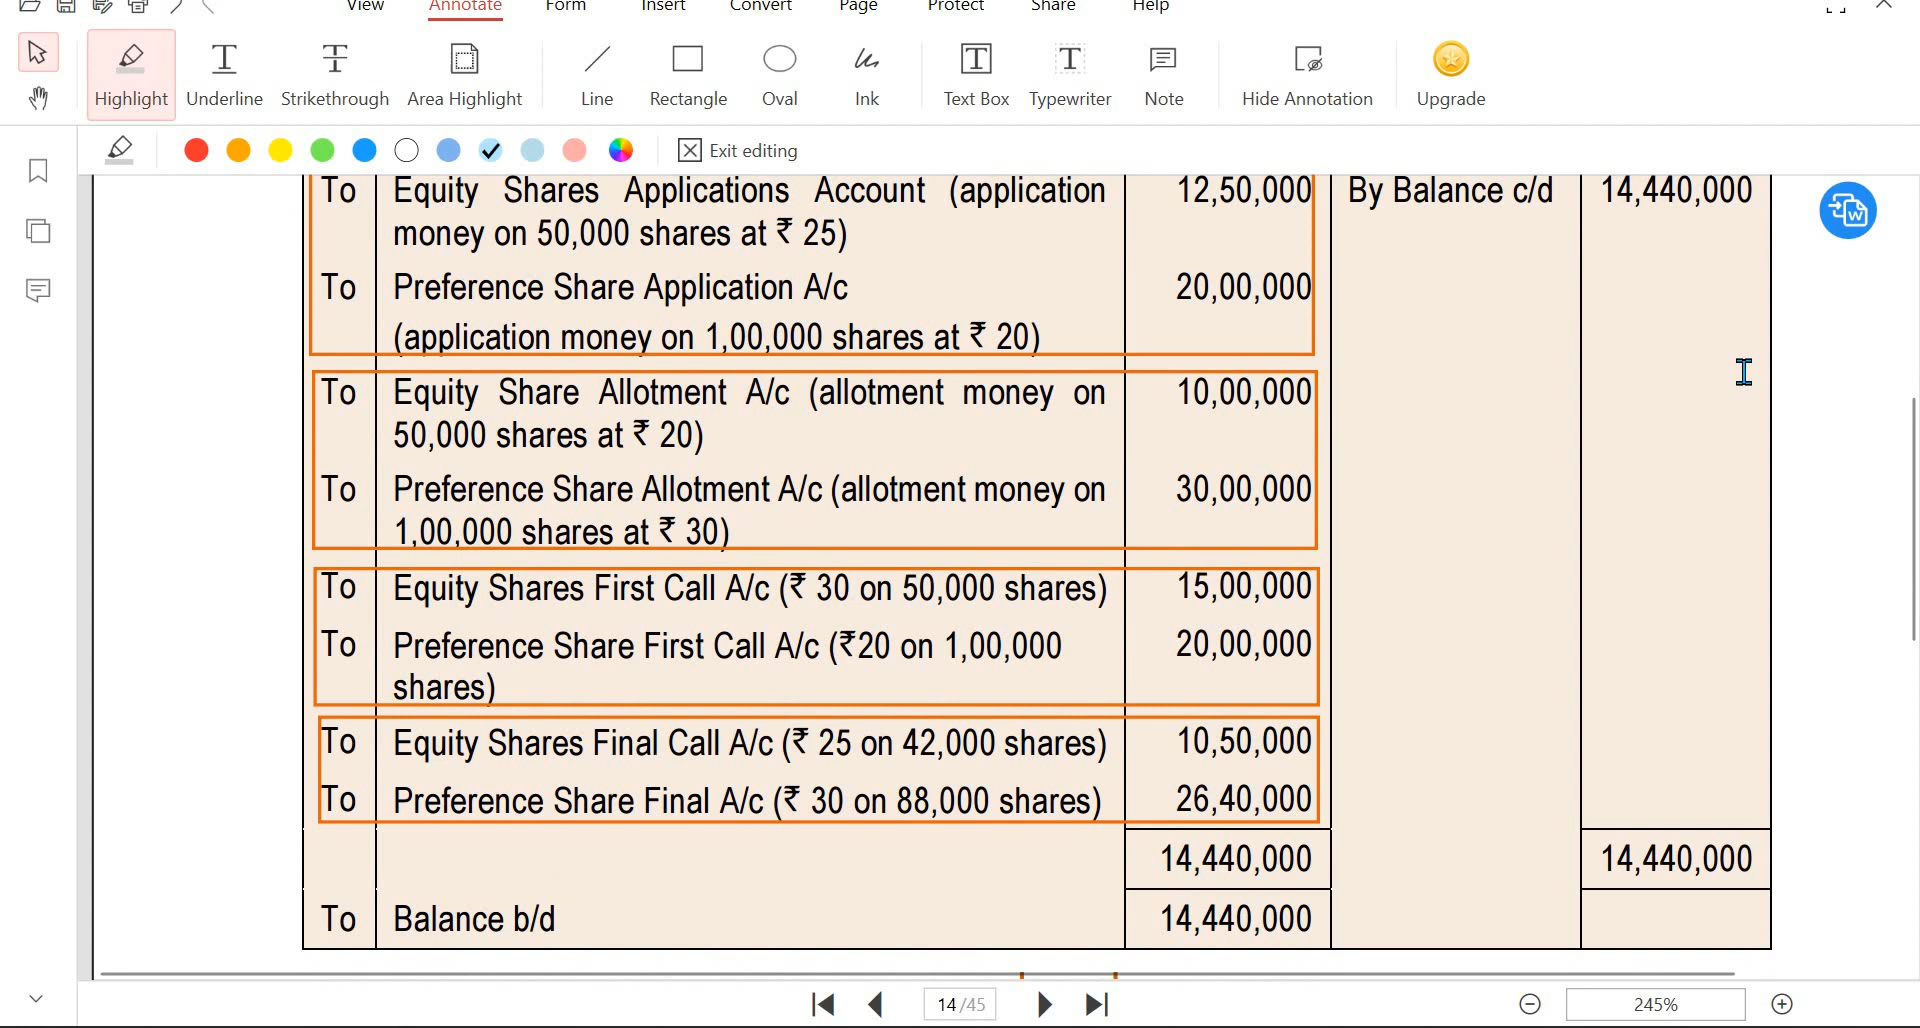 View Annotate Form Insert Convert Page Protect Share Help
Highlight Underline Strikethrough Area Highlight Line Rectangle Oval Ink Text Box Typewriter Note Hide Annotation Upgrade
Exit editing
To Equity Shares Applications Account (application 12,50,000 By Balance c/d 14,440,000
money on 50,000 shares at ₹ 25)
To Preference Share Application A/c 20,00,000
(application money on 1,00,000 shares at ₹ 20)
To Equity Share Allotment A/c (allotment money on 10,00,000
50,000 shares at ₹ 20)
To Preference Share Allotment A/c (allotment money on 30,00,000
1,00,000 shares at ₹ 30)
To Equity Shares First Call A/c (₹ 30 on 50,000 shares) 15,00,000
To Preference Share First Call A/c (₹20 on 1,00,000 20,00,000
shares)
To Equity Shares Final Call A/c (₹ 25 on 42,000 shares) 10,50,000
To Preference Share Final A/c (₹ 30 on 88,000 shares) 26,40,000
14,440,000 14,440,000
To Balance b/d 14,440,000
14 /45 245%